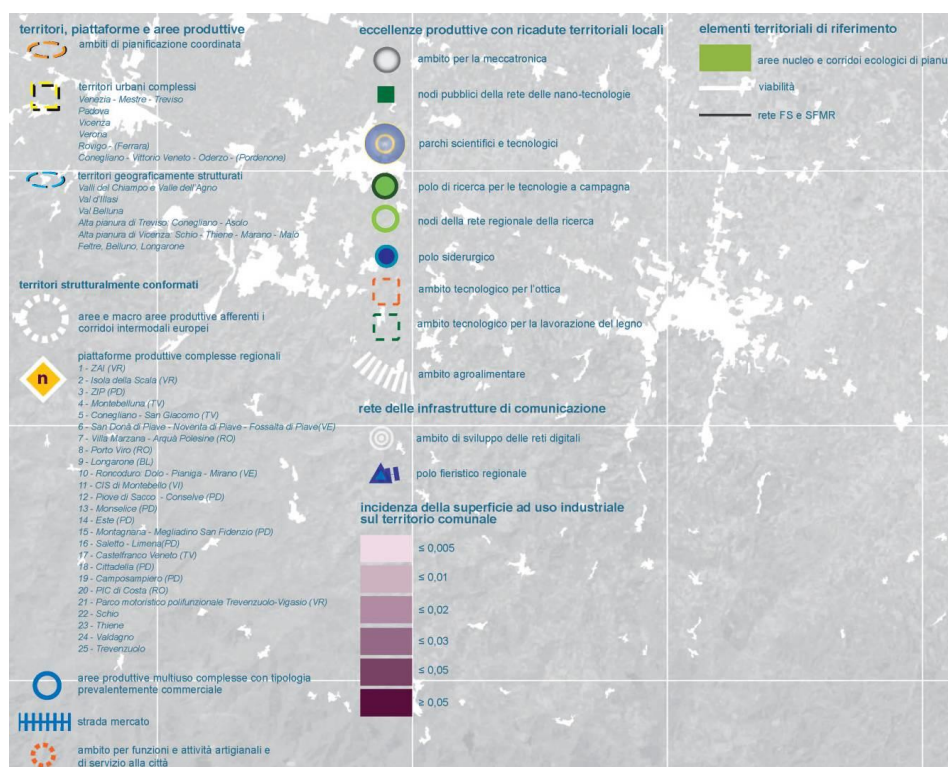 territori, piattaforme e aree produttive
ambiti di pianificazione coordinata
territori urbani complessi
Venezia - Mestre - Treviso
Padova
Vicenza
Verona
Rovigo - (Ferrara)
Conegliano - Vittorio Veneto - Oderzo - (Pordenone)
territori geograficamente strutturati
Valli del Chiampo e Valle dell'Agno
Val d'Illasi
Val Belluna
Alta pianura di Treviso: Conegliano - Asolo
Alta pianura di Vicenza: Schio - Thiene - Marano - Malo
Feltre, Belluno, Longarone
territori strutturalmente conformati
aree e macro aree produttive afferenti i
corridoi intermodali europei
n
piattaforme produttive complesse regionali
1 - ZAI (VR)
2 - Isola della Scala (VR)
3 - ZIP (PD)
4 - Montebelluna (TV)
5 - Conegliano - San Giacomo (TV)
6 - San Donà di Piave - Noventa di Piave - Fossalta di Piave(VE)
7 - Villa Marzana - Arquà Polesine (RO)
8 - Porto Viro (RO)
9 - Longarone (BL)
10 - Roncoduro: Dolo - Pianiga - Mirano (VE)
11 - CIS di Montebello (VI)
12 - Piove di Sacco - Conselve (PD)
13 - Monselice (PD)
14 - Este (PD)
15 - Montagnana - Megliadino San Fidenzio (PD)
16 - Saletto - Limena(PD)
17 - Castelfranco Veneto (TV)
18 - Cittadella (PD)
19 - Camposampiero (PD)
20 - PIC di Costa (RO)
21 - Parco motoristico polifunzionale Trevenzuolo-Vigasio (VR)
22 - Schio
23 - Thiene
24 - Valdagno
25 - Trevenzuolo
aree produttive multiuso complesse con tipologia
prevalentemente commerciale
strada mercato
ambito per funzioni e attività artigianali e
di servizio alla città
eccellenze produttive con ricadute territoriali locali
ambito per la meccatronica
nodi pubblici della rete delle nano-tecnologie
parchi scientifici e tecnologici
polo di ricerca per le tecnologie a campagna
nodi della rete regionale della ricerca
polo siderurgico
ambito tecnologico per l'ottica
ambito tecnologico per la lavorazione del legno
ambito agroalimentare
rete delle infrastrutture di comunicazione
ambito di sviluppo delle reti digitali
polo fieristico regionale
incidenza della superficie ad uso industriale
sul territorio comunale
≤ 0,005
≤ 0,01
≤ 0,02
≤ 0,03
≤ 0,05
≥ 0,05
elementi territoriali di riferimento
aree nucleo e corridoi ecologici di pianu
viabilità
rete FS e SFMR